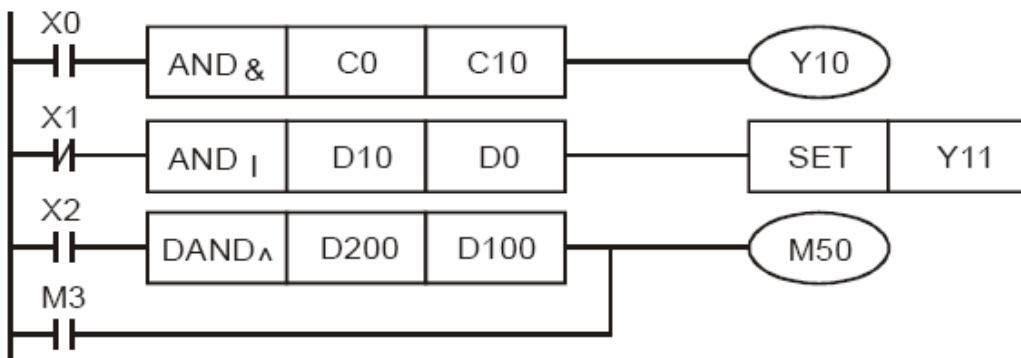 X0
AND & C0 C10 Y10
X1
AND | D10 D0 SET Y11
X2
DAND ^ D200 D100 M50
M3